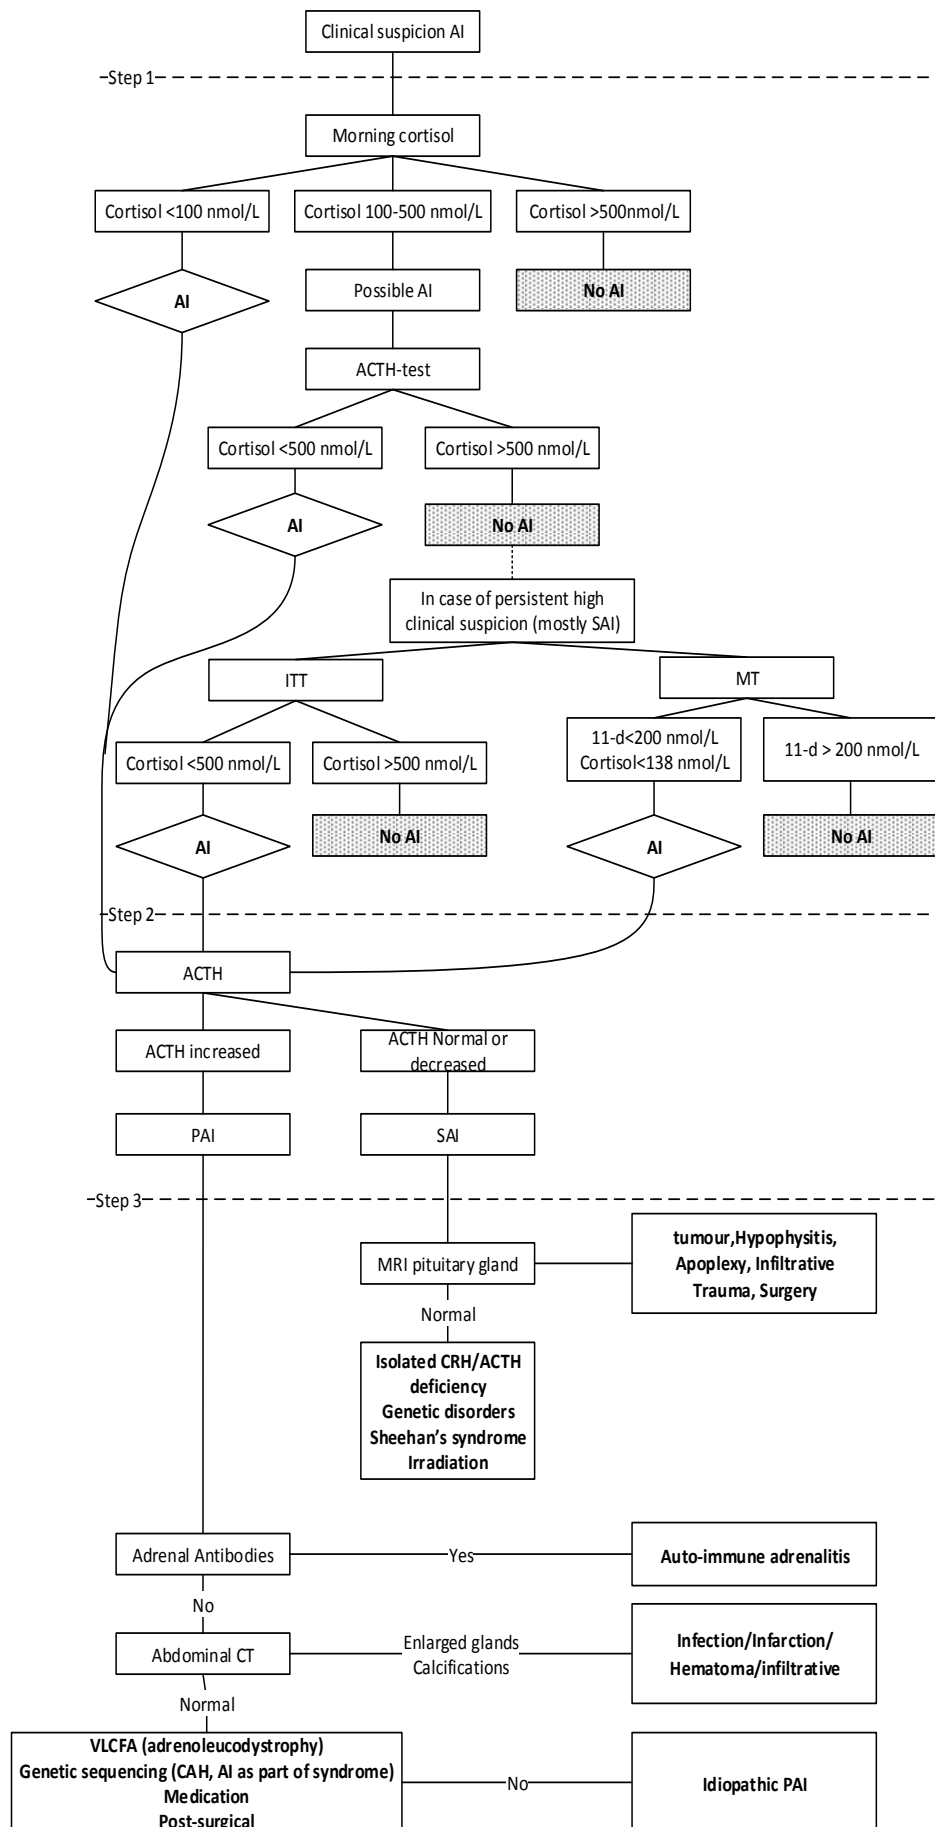 Clinical suspicion AI
Step 1
Morning cortisol
Cortisol <100 nmol/L
Cortisol 100-500 nmol/L
Cortisol >500nmol/L
AI
Possible AI
No AI
ACTH-test
Cortisol <500 nmol/L
Cortisol >500 nmol/L
AI
No AI
In case of persistent high
clinical suspicion (mostly SAI)
ITT
MT
Cortisol <500 nmol/L
Cortisol >500 nmol/L
11-d<200 nmol/L
Cortisol<138 nmol/L
11-d > 200 nmol/L
AI
No AI
AI
No AI
Step 2
ACTH
ACTH increased
ACTH Normal or
decreased
PAI
SAI
Step 3
MRI pituitary gland
tumour,Hypophysitis,
Apoplexy, Infiltrative
Trauma, Surgery
Normal
Isolated CRH/ACTH
deficiency
Genetic disorders
Sheehan's syndrome
Irradiation
Adrenal Antibodies
Yes
Auto-immune adrenalitis
No
Abdominal CT
Enlarged glands
Calcifications
Infection/Infarction/
Hematoma/infiltrative
Normal
VLCFA (adrenoleucodystrophy)
Genetic sequencing (CAH, AI as part of syndrome)
Medication
Post-surgical
No
Idiopathic PAI